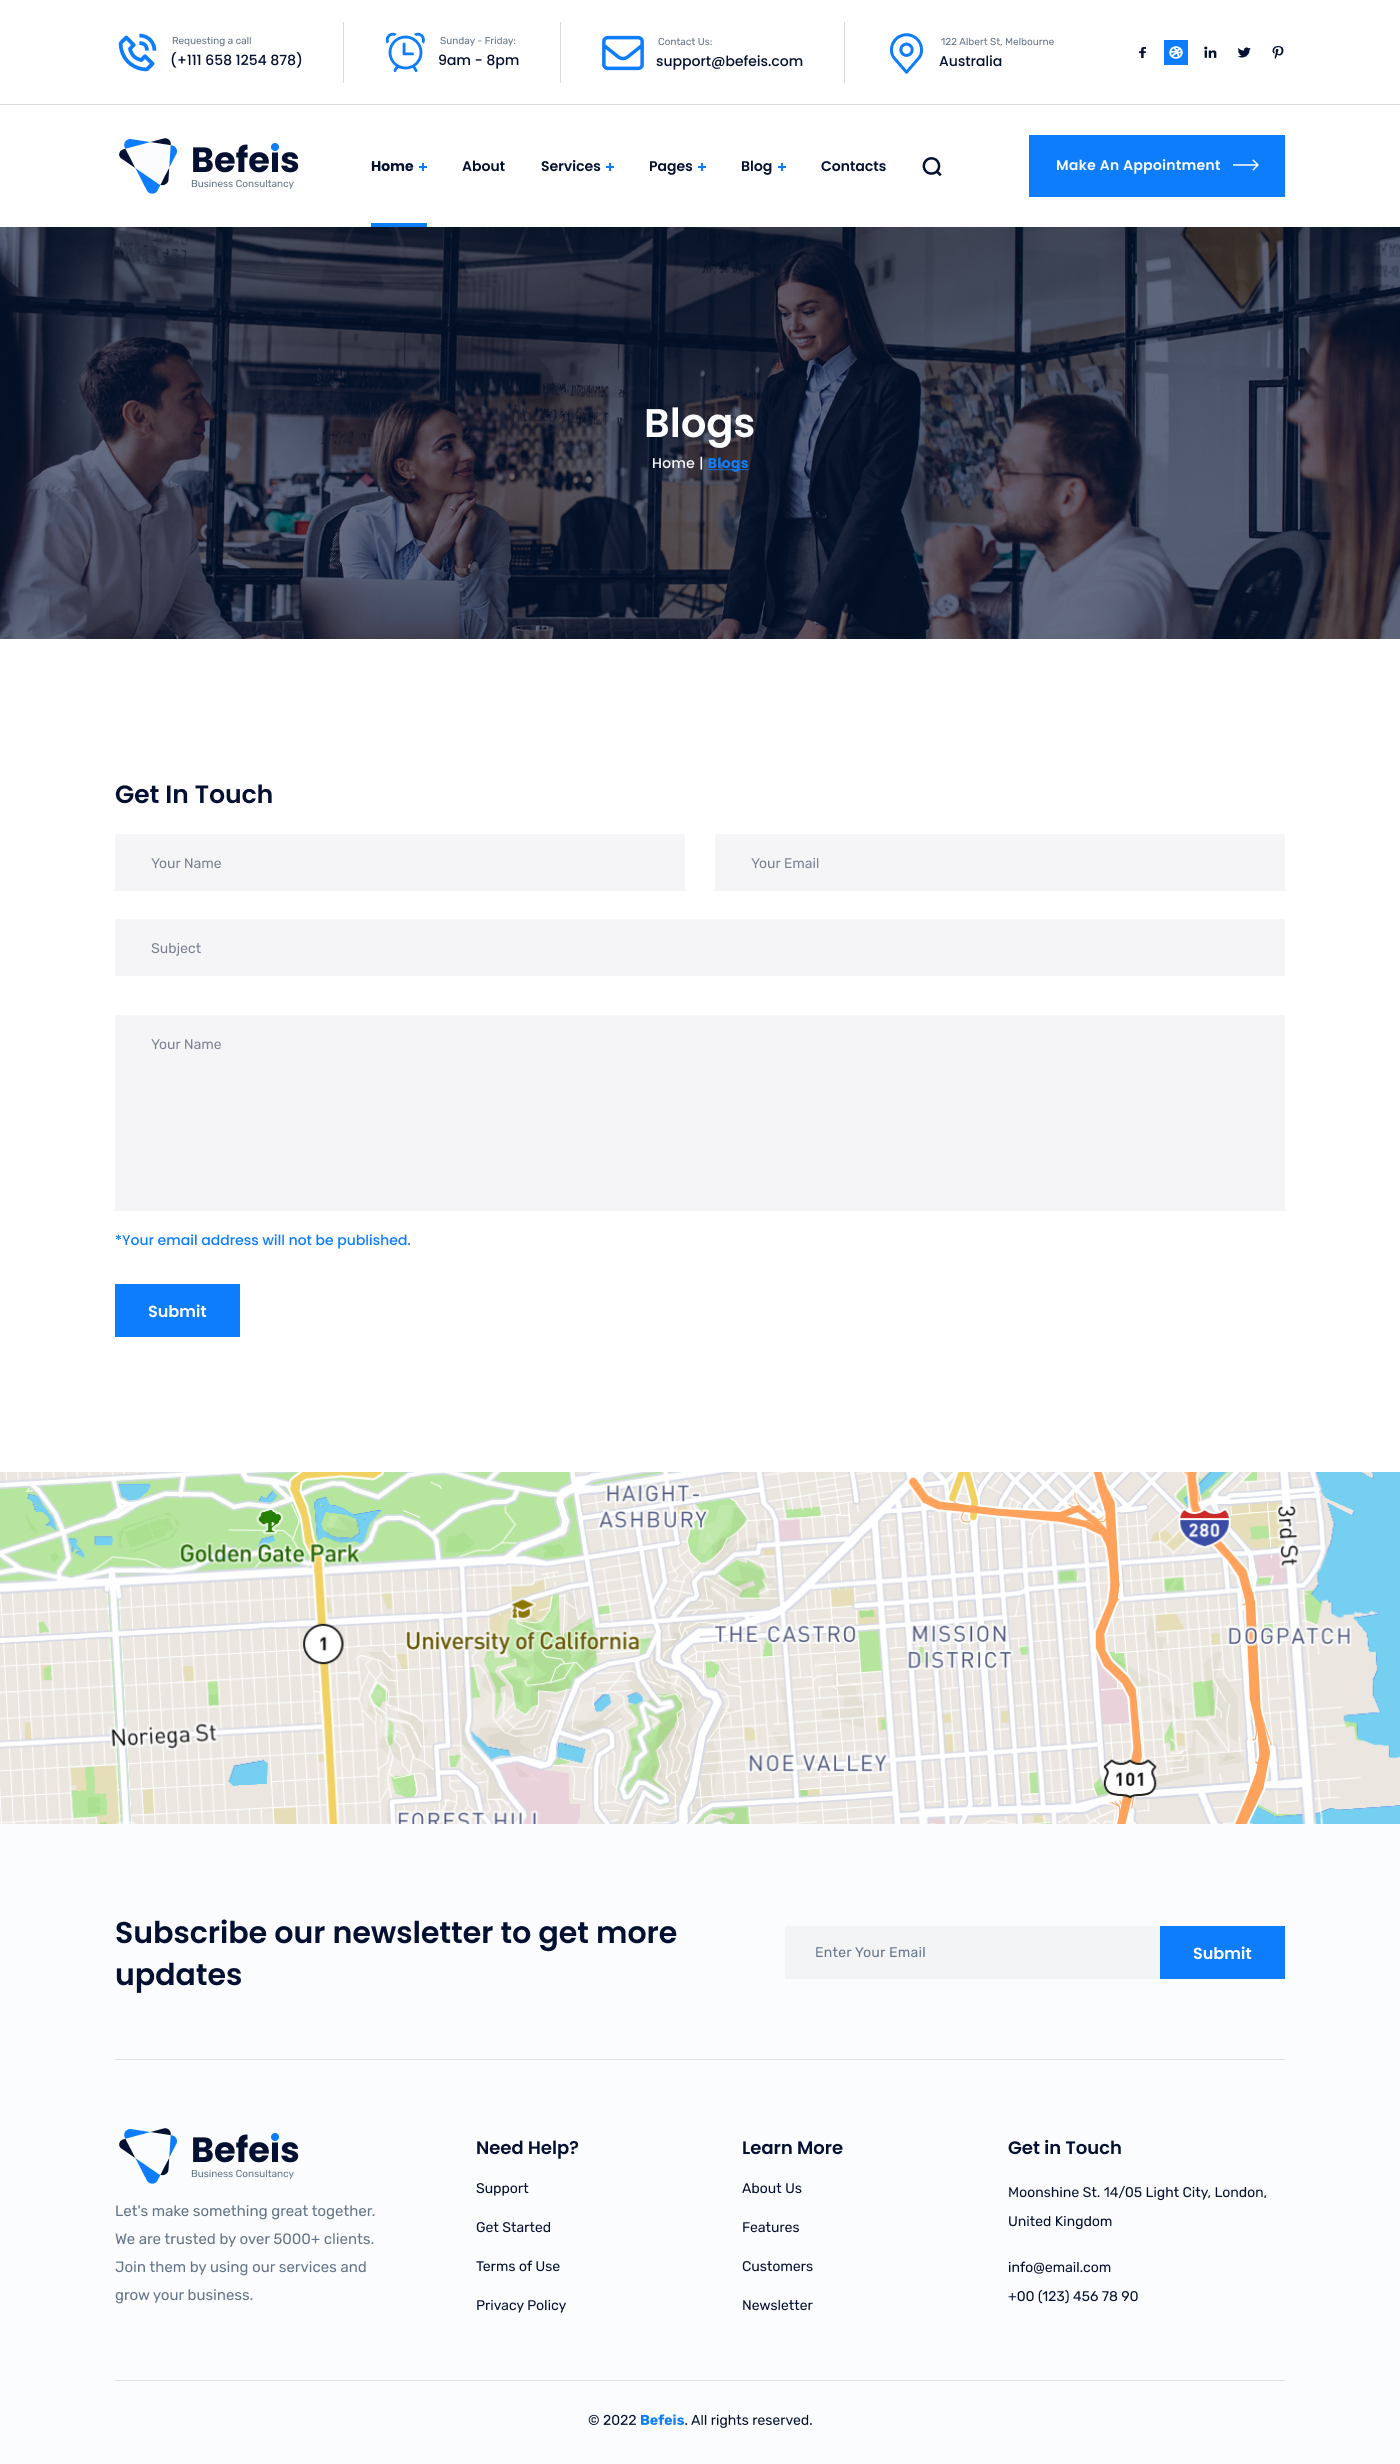 Requesting a call
(+111 658 1254 878)
Sunday - Friday:
9am - 8pm
Contact Us:
support@befeis.com
122 Albert St, Melbourne
Australia
Befeis
Business Consultancy
Home
About
Services
Pages
Blog
Contacts
Make An Appointment
Blogs
Home | Blogs
Get In Touch
Your Name
Your Email
Subject
Your Name
*Your email address will not be published.
Submit
HAIGHT-
ASHBURY
280
3rd St
Golden Gate Park
1
University of California
THE CASTRO
MISSION
DISTRICT
DOGPATCH
Noriega St
NOE VALLEY
101
FOREST HILL
Subscribe our newsletter to get more
updates
Enter Your Email
Submit
Befeis
Business Consultancy
Let's make something great together.
We are trusted by over 5000+ clients.
Join them by using our services and
grow your business.
Need Help?
Support
Get Started
Terms of Use
Privacy Policy
Learn More
About Us
Features
Customers
Newsletter
Get in Touch
Moonshine St. 14/05 Light City, London,
United Kingdom
info@email.com
+00 (123) 456 78 90
© 2022 Befeis. All rights reserved.